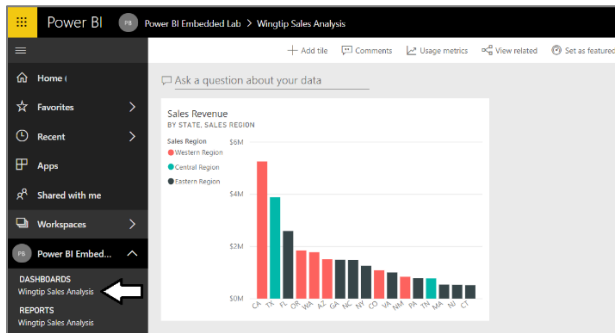 Power BI PB Power BI Embedded Lab > Wingtip Sales Analysis
Add tile Comments Usage metrics View related Set as featured
Home
Favorites
Recent
Apps
Shared with me
Workspaces
PB Power BI Embed...
DASHBOARDS
Wingtip Sales Analysis
REPORTS
Wingtip Sales Analysis
Ask a question about your data
Sales Revenue
BY STATE, SALES REGION
Sales Region
Western Region
Central Region
Eastern Region
$6M
$4M
$2M
$0M
CA TX FL OR WA AZ GA NC NY CO VA NM PA TN MA NJ CT